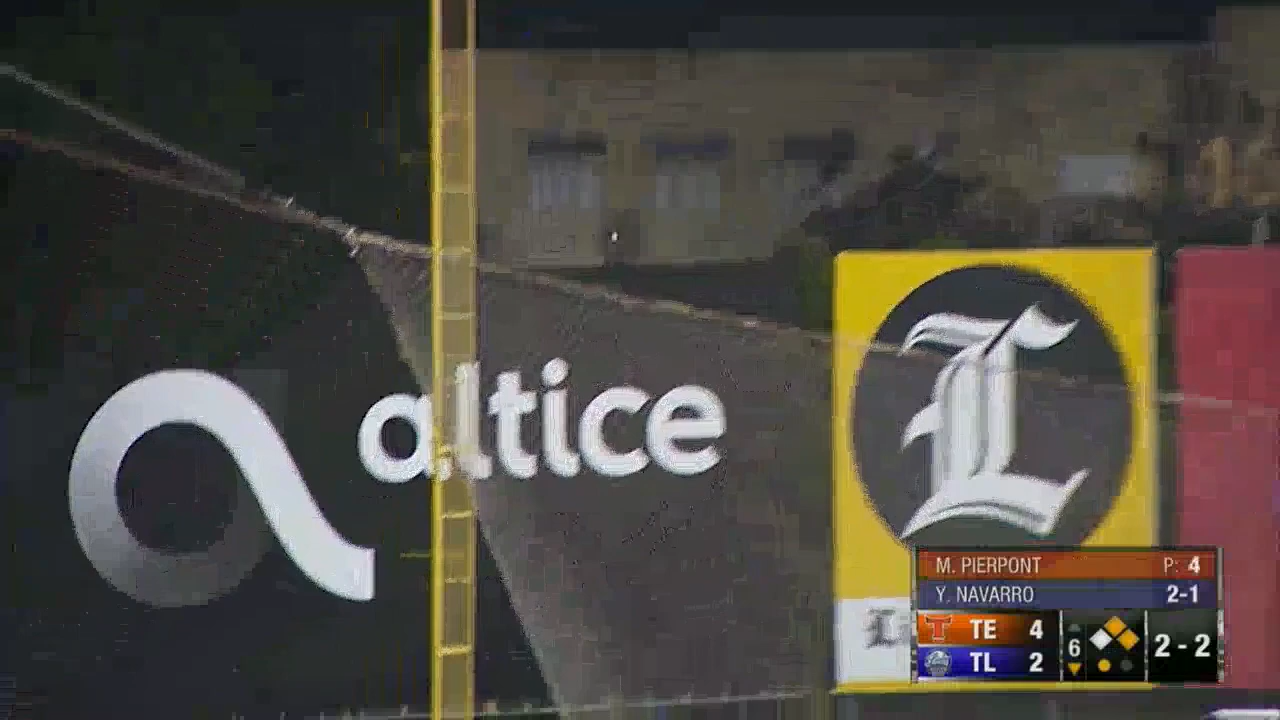 altice
L
M. PIERPONT P: 4
Y. NAVARRO 2-1
TE 4
TL 2
6
2 - 2